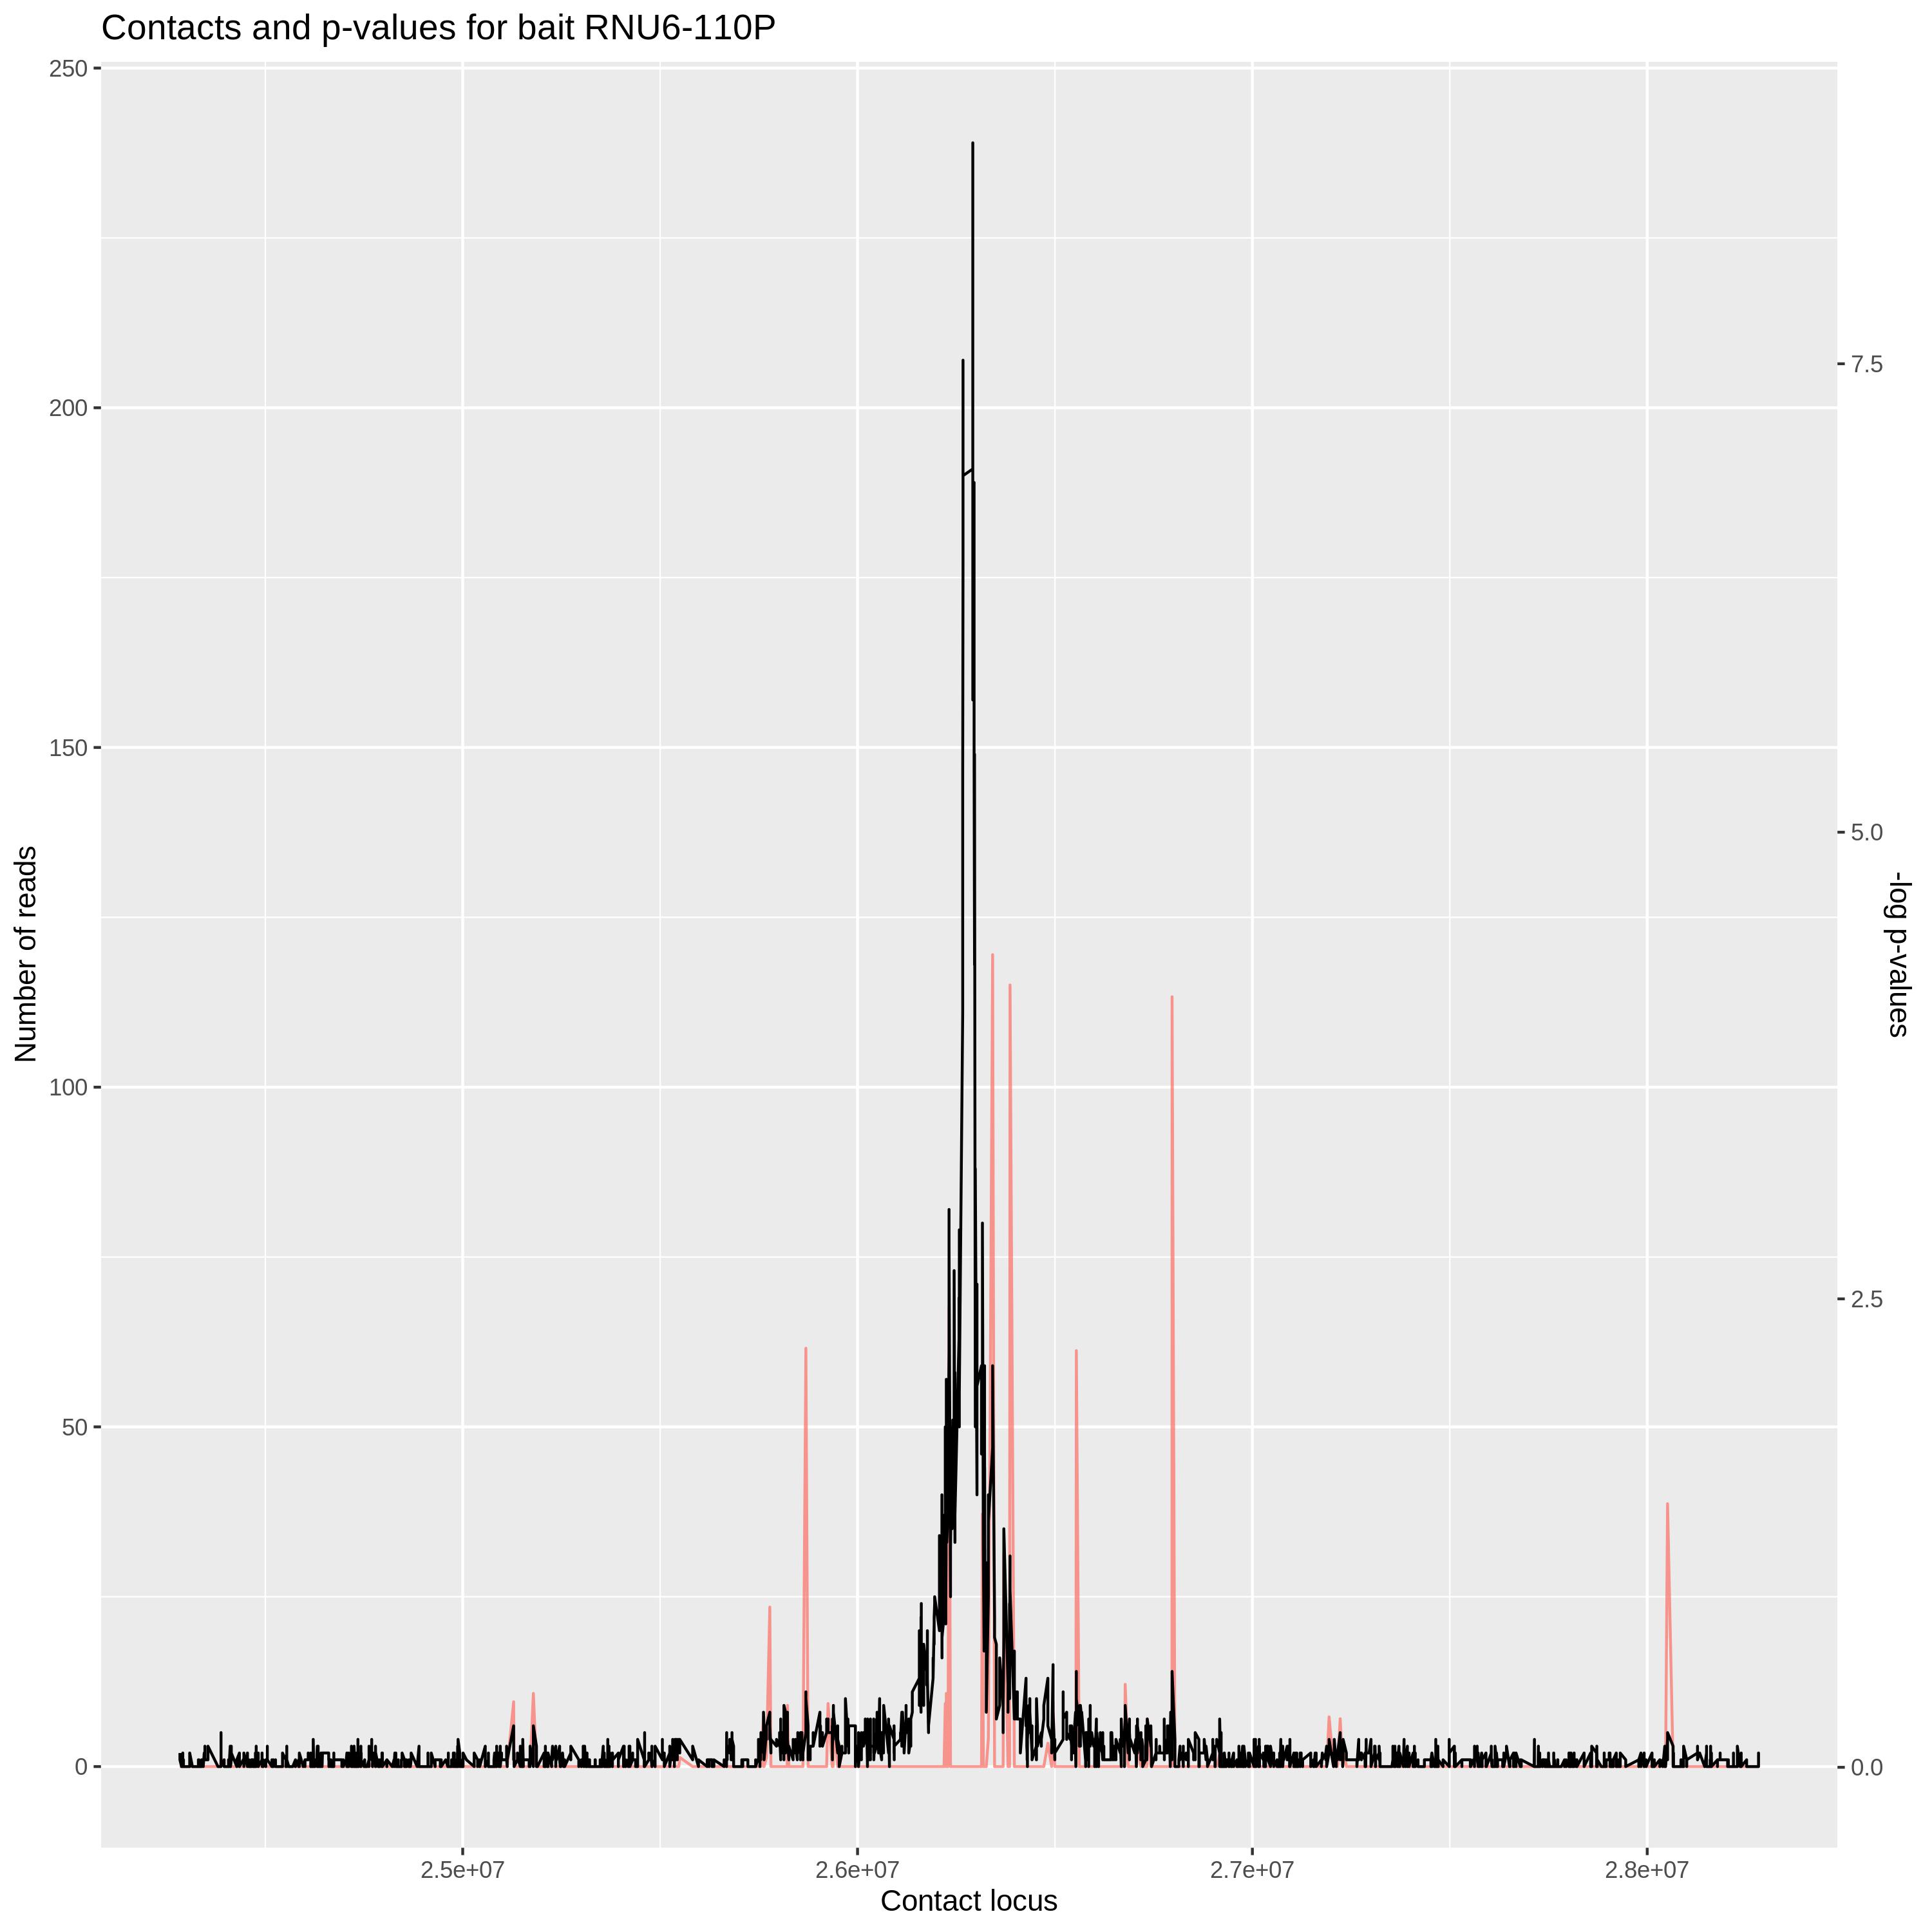 Contacts and p-values for bait RNU6-110P
250
200
150
100
50
0
Number of reads
7.5
5.0
2.5
0.0
-log p-values
2.5e+07 2.6e+07 2.7e+07 2.8e+07
Contact locus